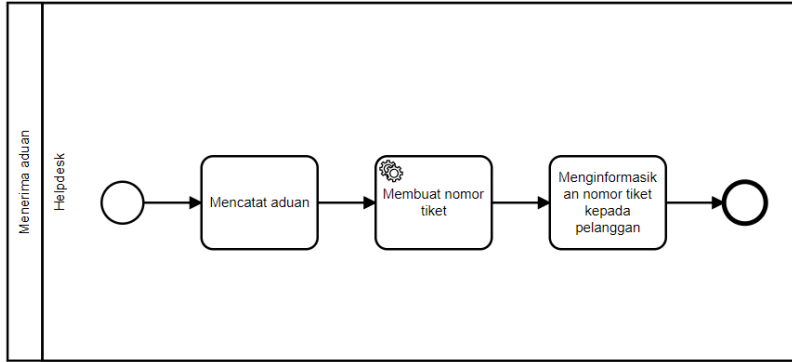 Menerima aduan
Helpdesk
Mencatat aduan
Membuat nomor
tiket
Menginformasik
an nomor tiket
kepada
pelanggan